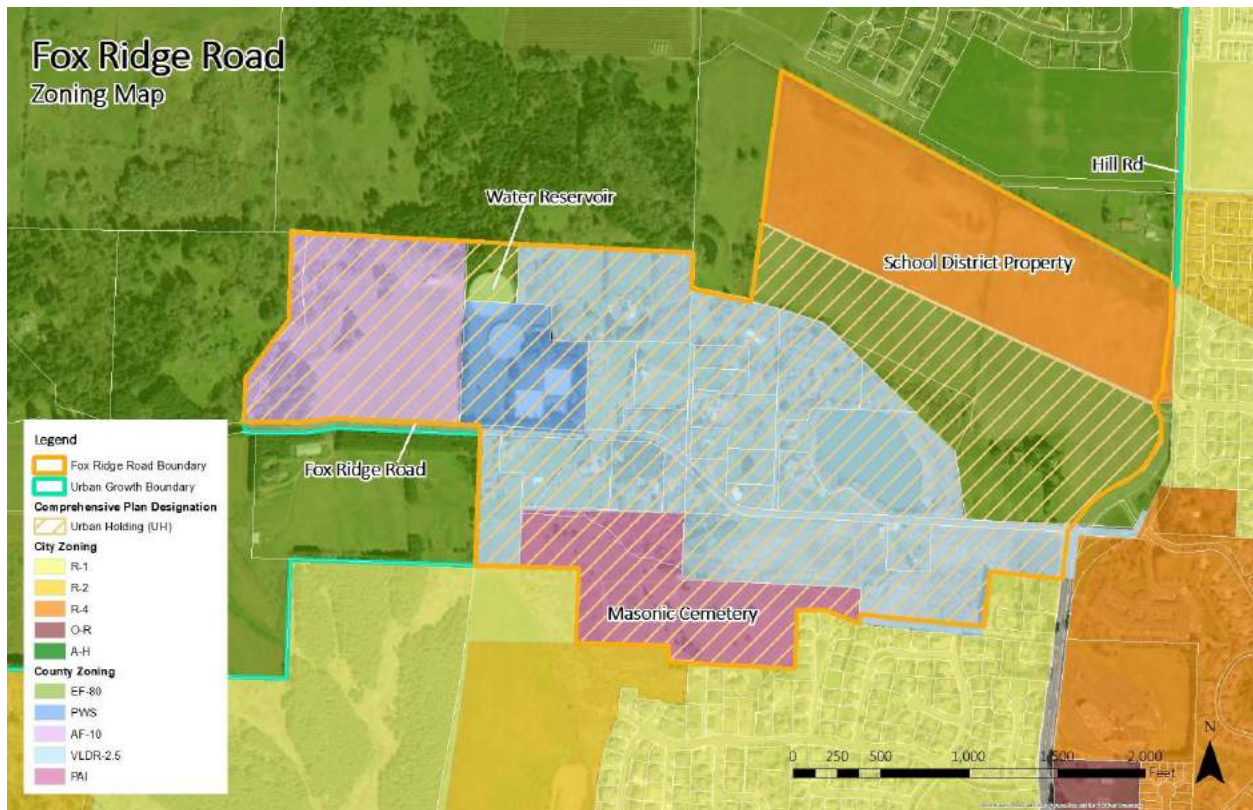 Fox Ridge Road
Zoning Map
Hill Rd
Water Reservoir
School District Property
Fox Ridge Road
Masonic Cemetery
Legend
Fox Ridge Road Boundary
Urban Growth Boundary
Comprehensive Plan Designation
Urban Holding (UH)
City Zoning
R-1
R-2
R-4
O-R
A-H
County Zoning
EF-80
PWS
AF-10
VLDR-2.5
PAI
N
0 250 500 1,000 1,500 2,000
Feet